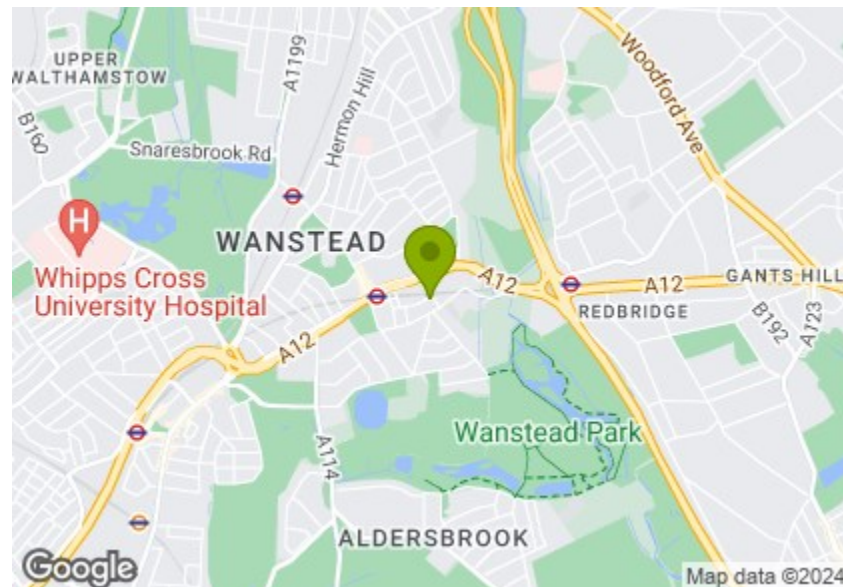 UPPER
WALTHAMSTOW
A1199
Woodford Ave
B160
Snaresbrook Rd
Hermon Hill
H
WANSTEAD
Whipps Cross
University Hospital
A12
A12
GANTS HILL
REDBRIDGE
B192
A123
A12
A114
Wanstead Park
ALDERSBROOK
Google
Map data ©2024